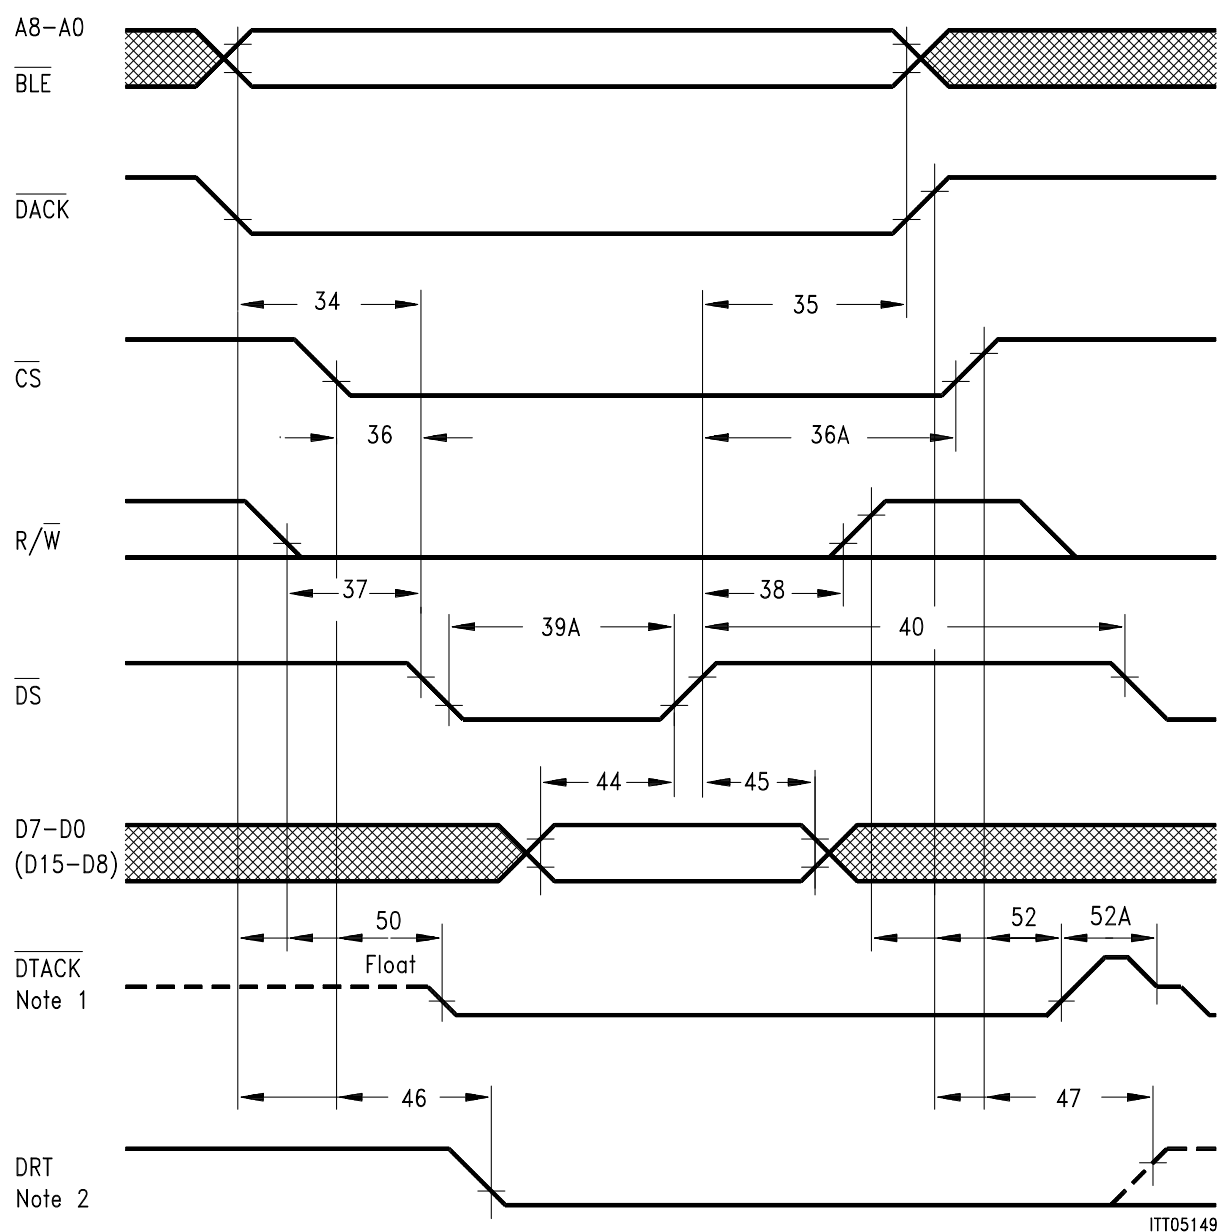 A8-A0
BLE
DACK
34
35
CS
36
36A
R/W
37
38
39A
40
DS
44
45
D7-D0
(D15-D8)
50
52
52A
DTACK
Float
Note 1
46
47
DRT
Note 2
ITT05149